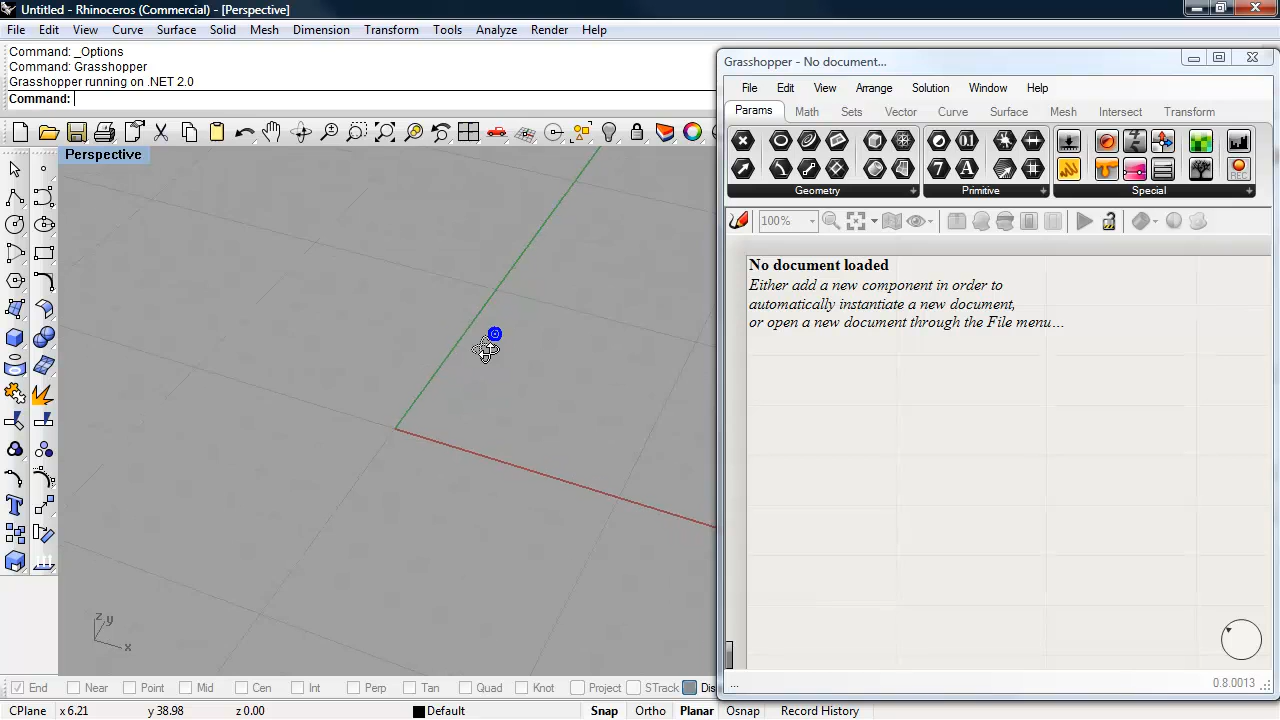 Untitled - Rhinoceros (Commercial) - [Perspective]
File Edit View Curve Surface Solid Mesh Dimension Transform Tools Analyze Render Help
Command: _Options
Command: Grasshopper
Grasshopper running on .NET 2.0
Command:
Perspective
z y
x
Grasshopper - No document...
File Edit View Arrange Solution Window Help
Params Math Sets Vector Curve Surface Mesh Intersect Transform
Geometry Primitive Special
100%
No document loaded
Either add a new component in order to
automatically instantiate a new document,
or open a new document through the File menu…
... 0.8.0013
End Near Point Mid Cen Int Perp Tan Quad Knot Project STrack Dis
CPlane x 6.21 y 38.98 z 0.00 Default Snap Ortho Planar Osnap Record History